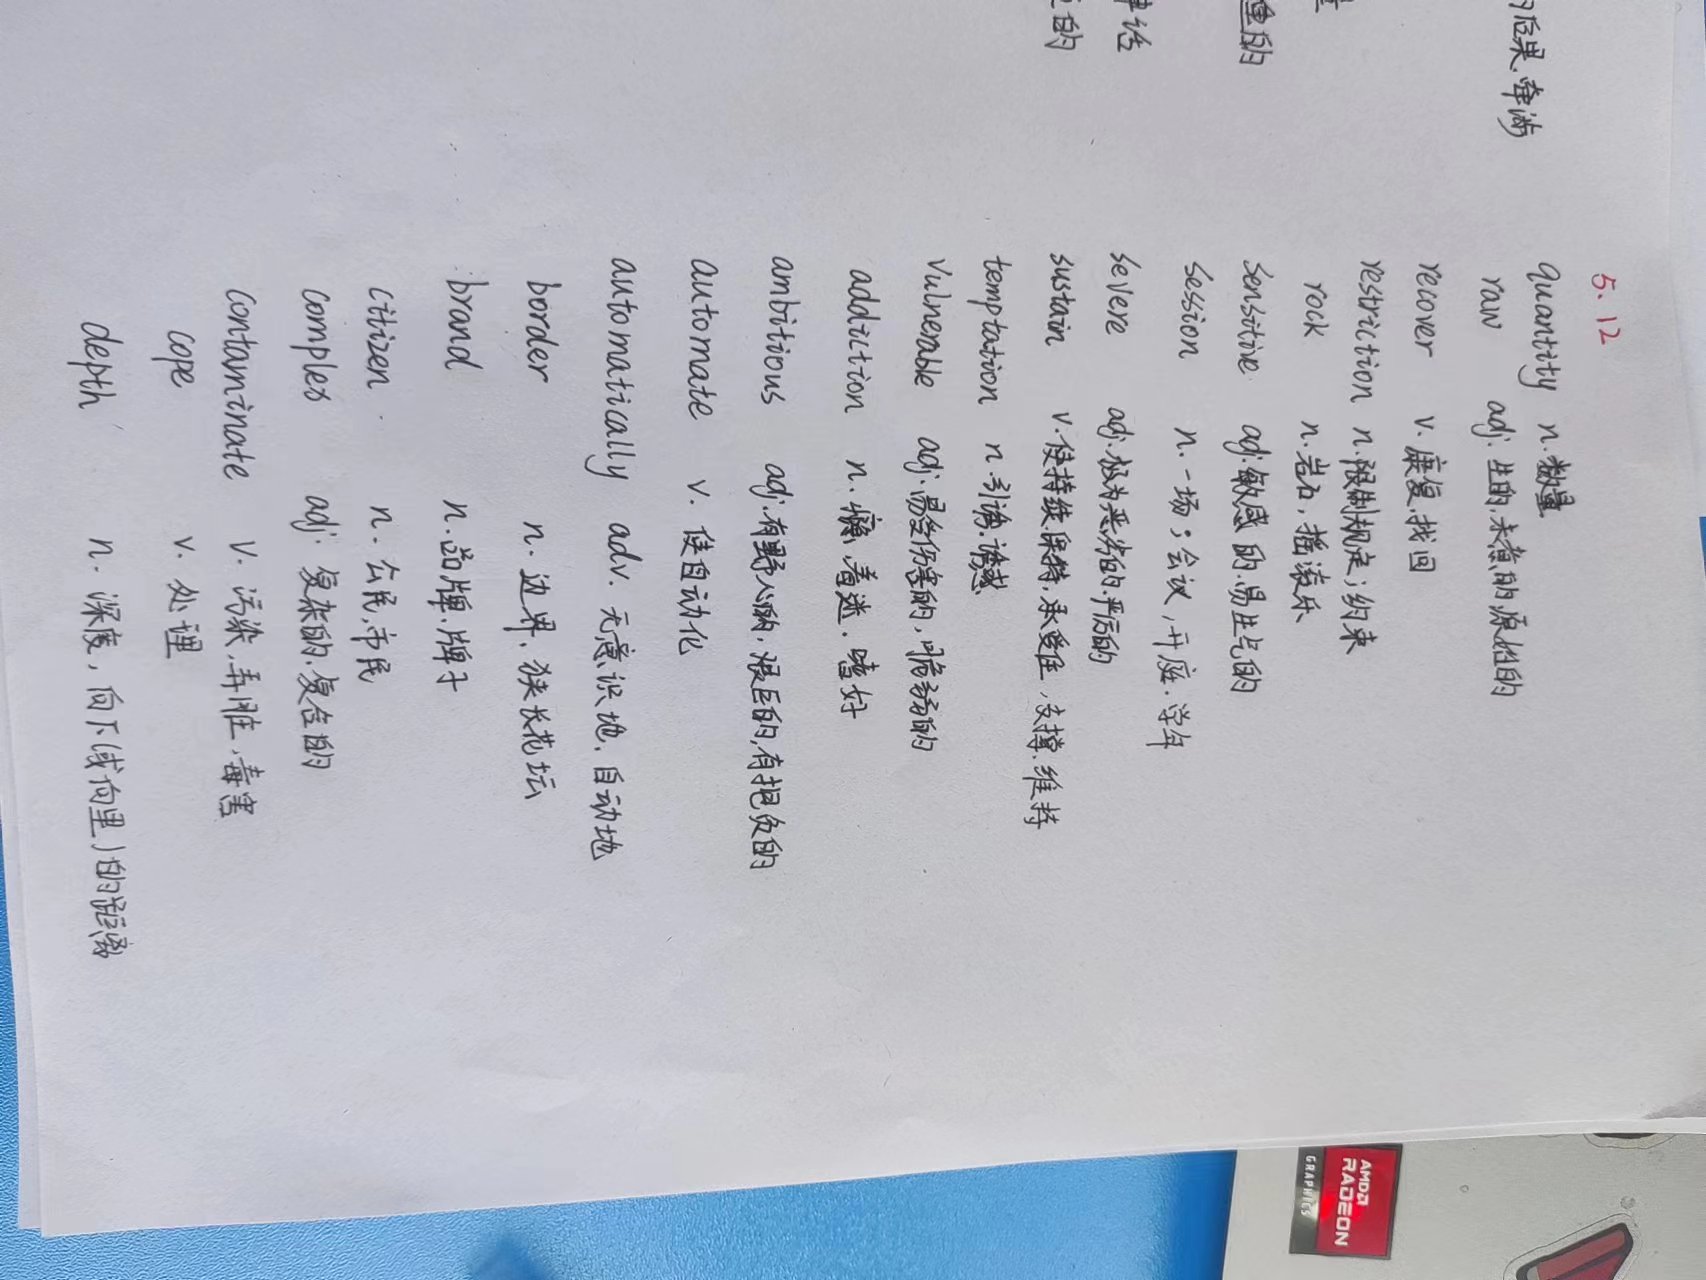 5.12
的后果,牵涉
quantity n.数量
raw adj.生的,未煮的,原始的
recover v.康复,找回
restriction n.限制规定;约束
rock n.岩石,摇滚乐
重的
sensitive adj.敏感的.易生气的
session n.一场;会议,开庭.学年
severe adj.极为恶劣的.严厉的
sustain v.使持续.保持,承受住,支撑.维持
的
temptation n.引诱.诱惑
vulnerable adj.易受伤害的,脆弱的
addiction n.瘾,着迷.嗜好
ambitious adj.有野心的,艰巨的,有抱负的
automate v.使自动化
automatically adv.无意识地.自动地
border n.边界,狭长花坛
brand n.品牌.牌子
citizen n.公民,市民
complex adj.复杂的.复合的
contaminate v.污染,弄脏,毒害
cope v.处理
depth n.深度,向下(或向里)的距离
AMD
RADEON
GRAPHICS